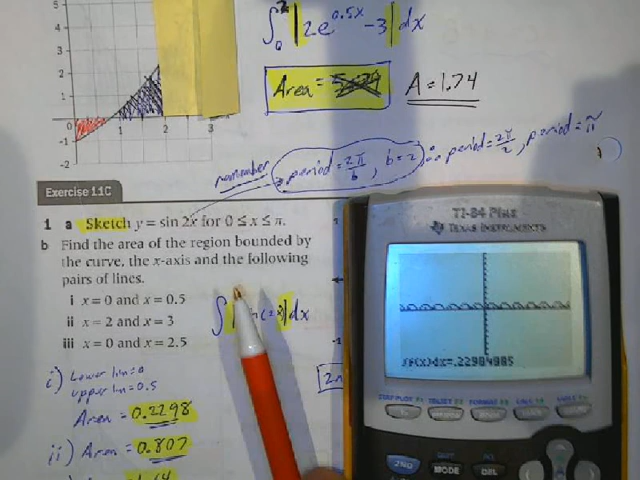 5
4
3
2
1
0
-1
-2
1
2
3
∫₀² |2e^0.5x -3| dx
Area =
A = 1.74
remember
period = 2π/b, b = 2 ∴ period = 2π/2, period = π
Exercise 11C
1 a Sketch y = sin 2x for 0 ≤ x ≤ π.
b Find the area of the region bounded by
the curve, the x-axis and the following
pairs of lines.
i x = 0 and x = 0.5
ii x = 2 and x = 3
iii x = 0 and x = 2.5
∫ dx
i) Lower lim = 0
upper lim = 0.5
Area = 0.2298
ii) Area = 0.807
TI-84 Plus
TEXAS INSTRUMENTS
∫f(x)dx=.22984885
2ND
MODE
DEL